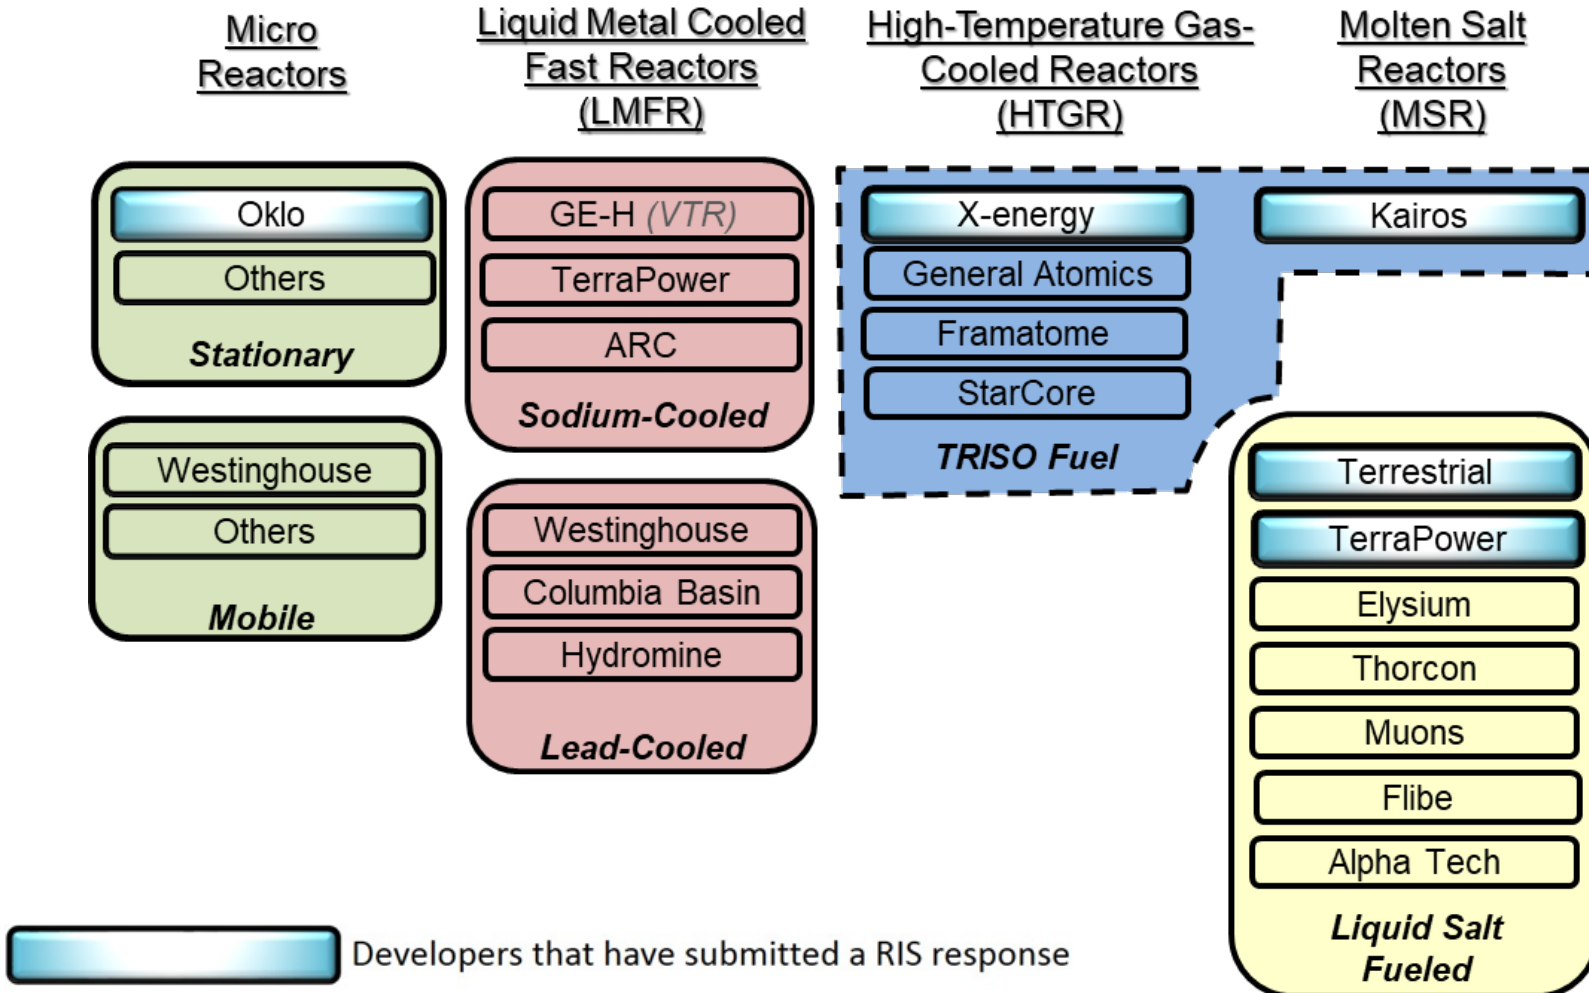 Micro
Reactors
Liquid Metal Cooled
Fast Reactors
(LMFR)
High-Temperature Gas-
Cooled Reactors
(HTGR)
Molten Salt
Reactors
(MSR)
Oklo
Others
Stationary
Westinghouse
Others
Mobile
GE-H (VTR)
TerraPower
ARC
Sodium-Cooled
Westinghouse
Columbia Basin
Hydromine
Lead-Cooled
X-energy
General Atomics
Framatome
StarCore
TRISO Fuel
Kairos
Terrestrial
TerraPower
Elysium
Thorcon
Muons
Flibe
Alpha Tech
Liquid Salt
Fueled
Developers that have submitted a RIS response